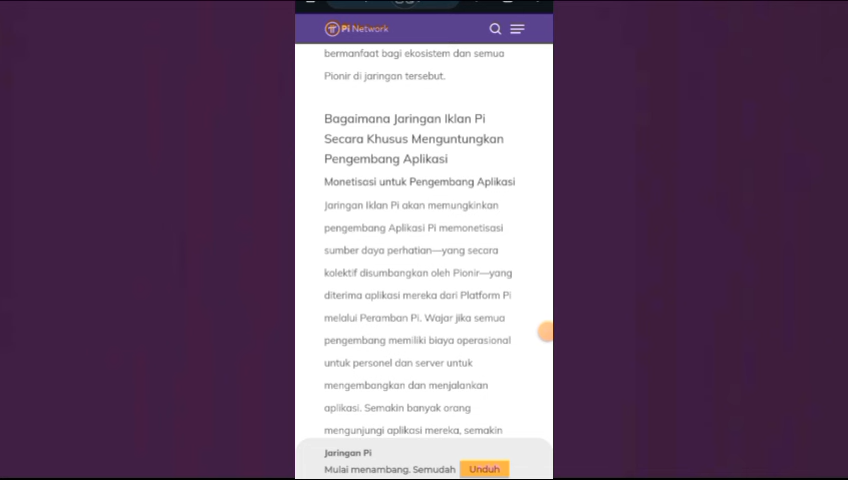 Pi Network
bermanfaat bagi ekosistem dan semua
Pionir di jaringan tersebut.
Bagaimana Jaringan Iklan Pi
Secara Khusus Menguntungkan
Pengembang Aplikasi
Monetisasi untuk Pengembang Aplikasi
Jaringan Iklan Pi akan memungkinkan
pengembang Aplikasi Pi memonetisasi
sumber daya perhatian—yang secara
kolektif disumbangkan oleh Pionir—yang
diterima aplikasi mereka dari Platform Pi
melalui Peramban Pi. Wajar jika semua
pengembang memiliki biaya operasional
untuk personel dan server untuk
mengembangkan dan menjalankan
aplikasi. Semakin banyak orang
mengunjungi aplikasi mereka, semakin
Jaringan Pi
Mulai menambang. Semudah Unduh